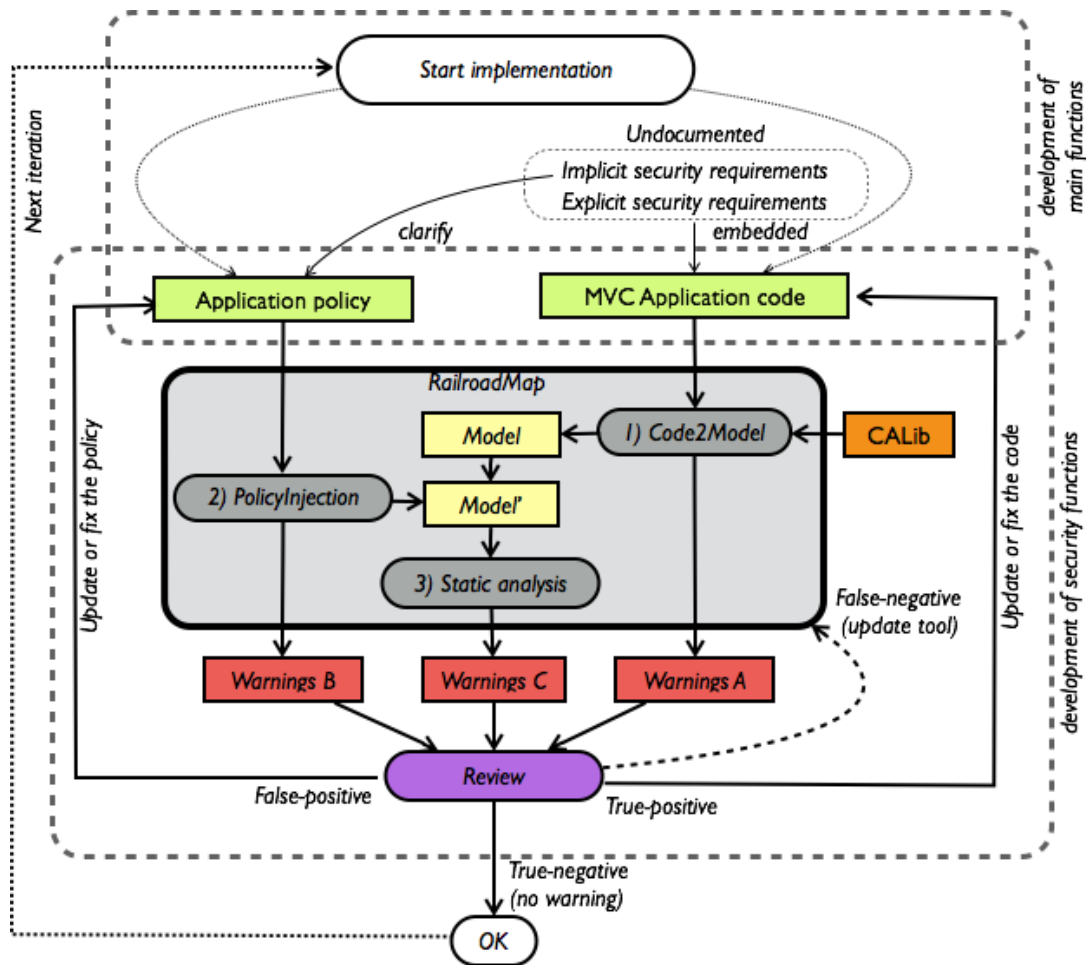 Start implementation
Undocumented
Implicit security requirements
Explicit security requirements
clarify
embedded
Next iteration
development of
main functions
Application policy
MVC Application code
RailroadMap
Model
1) Code2Model
CALib
2) PolicyInjection
Model'
3) Static analysis
Update or fix the policy
Update or fix the code
development of security functions
False-negative
(update tool)
Warnings B
Warnings C
Warnings A
Review
False-positive
True-positive
True-negative
(no warning)
OK